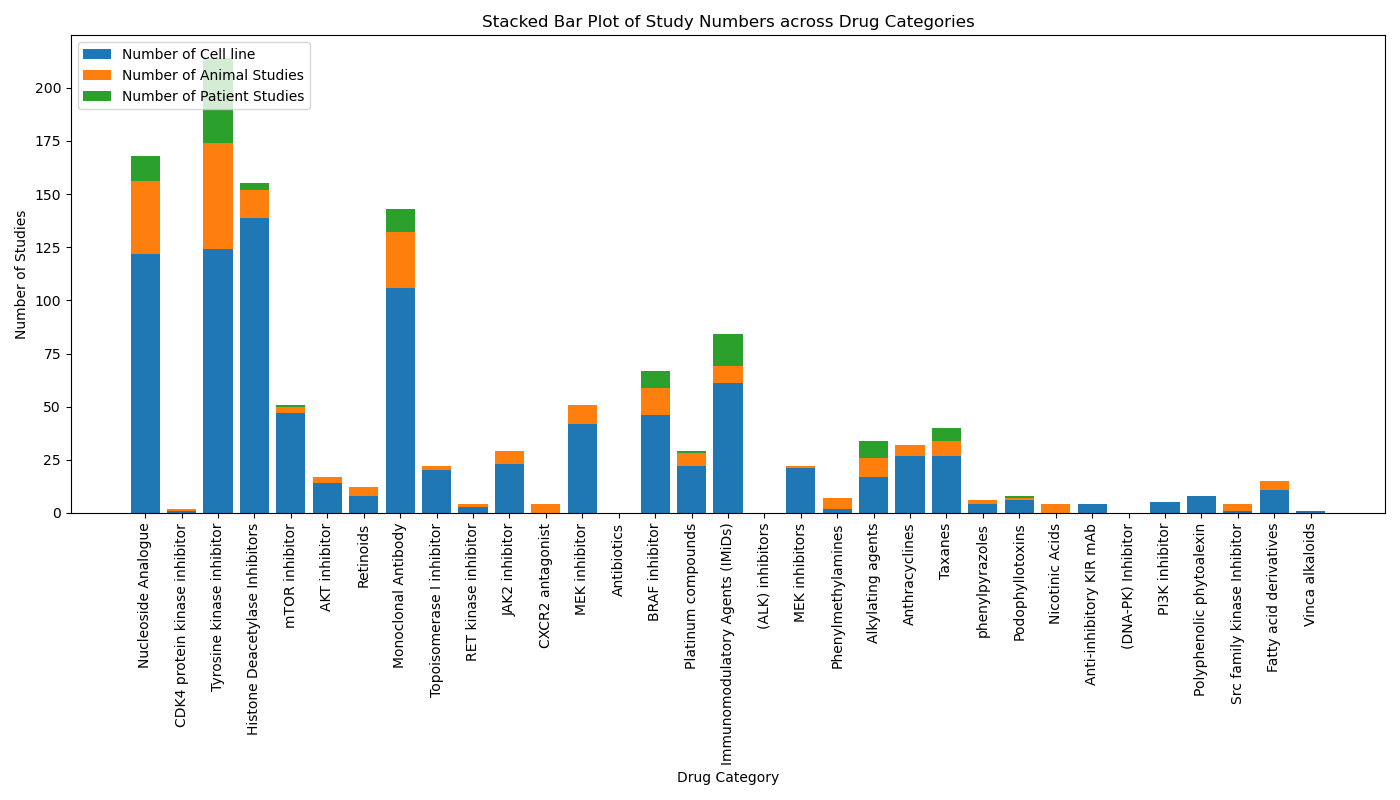 Stacked Bar Plot of Study Numbers across Drug Categories
Number of Cell line
Number of Animal Studies
Number of Patient Studies
Number of Studies
200
175
150
125
100
75
50
25
0
Nucleoside Analogue
CDK4 protein kinase inhibitor
Tyrosine kinase inhibitor
Histone Deacetylase Inhibitors
mTOR inhibitor
AKT inhibitor
Retinoids
Monoclonal Antibody
Topoisomerase I inhibitor
RET kinase inhibitor
JAK2 inhibitor
CXCR2 antagonist
MEK inhibitor
Antibiotics
BRAF inhibitor
Platinum compounds
Immunomodulatory Agents (IMiDs)
(ALK) inhibitors
MEK inhibitors
Phenylmethylamines
Alkylating agents
Anthracyclines
Taxanes
phenylpyrazoles
Podophyllotoxins
Nicotinic Acids
Anti-inhibitory KIR mAb
(DNA-PK) Inhibitor
PI3K inhibitor
Polyphenolic phytoalexin
Src family kinase Inhibitor
Fatty acid derivatives
Vinca alkaloids
Drug Category